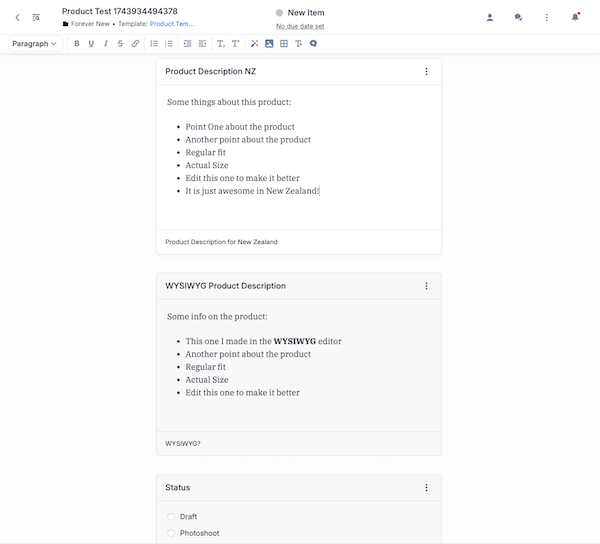 Product Test 1743934494378
Forever New • Template: Product Tem...
New Item
No due date set
Paragraph
B U I S
Product Description NZ
Some things about this product:
• Point One about the product
• Another point about the product
• Regular fit
• Actual Size
• Edit this one to make it better
• It is just awesome in New Zealand!
Product Description for New Zealand
WYSIWYG Product Description
Some info on the product:
• This one I made in the WYSIWYG editor
• Another point about the product
• Regular fit
• Actual Size
• Edit this one to make it better
WYSIWYG?
Status
Draft
Photoshoot